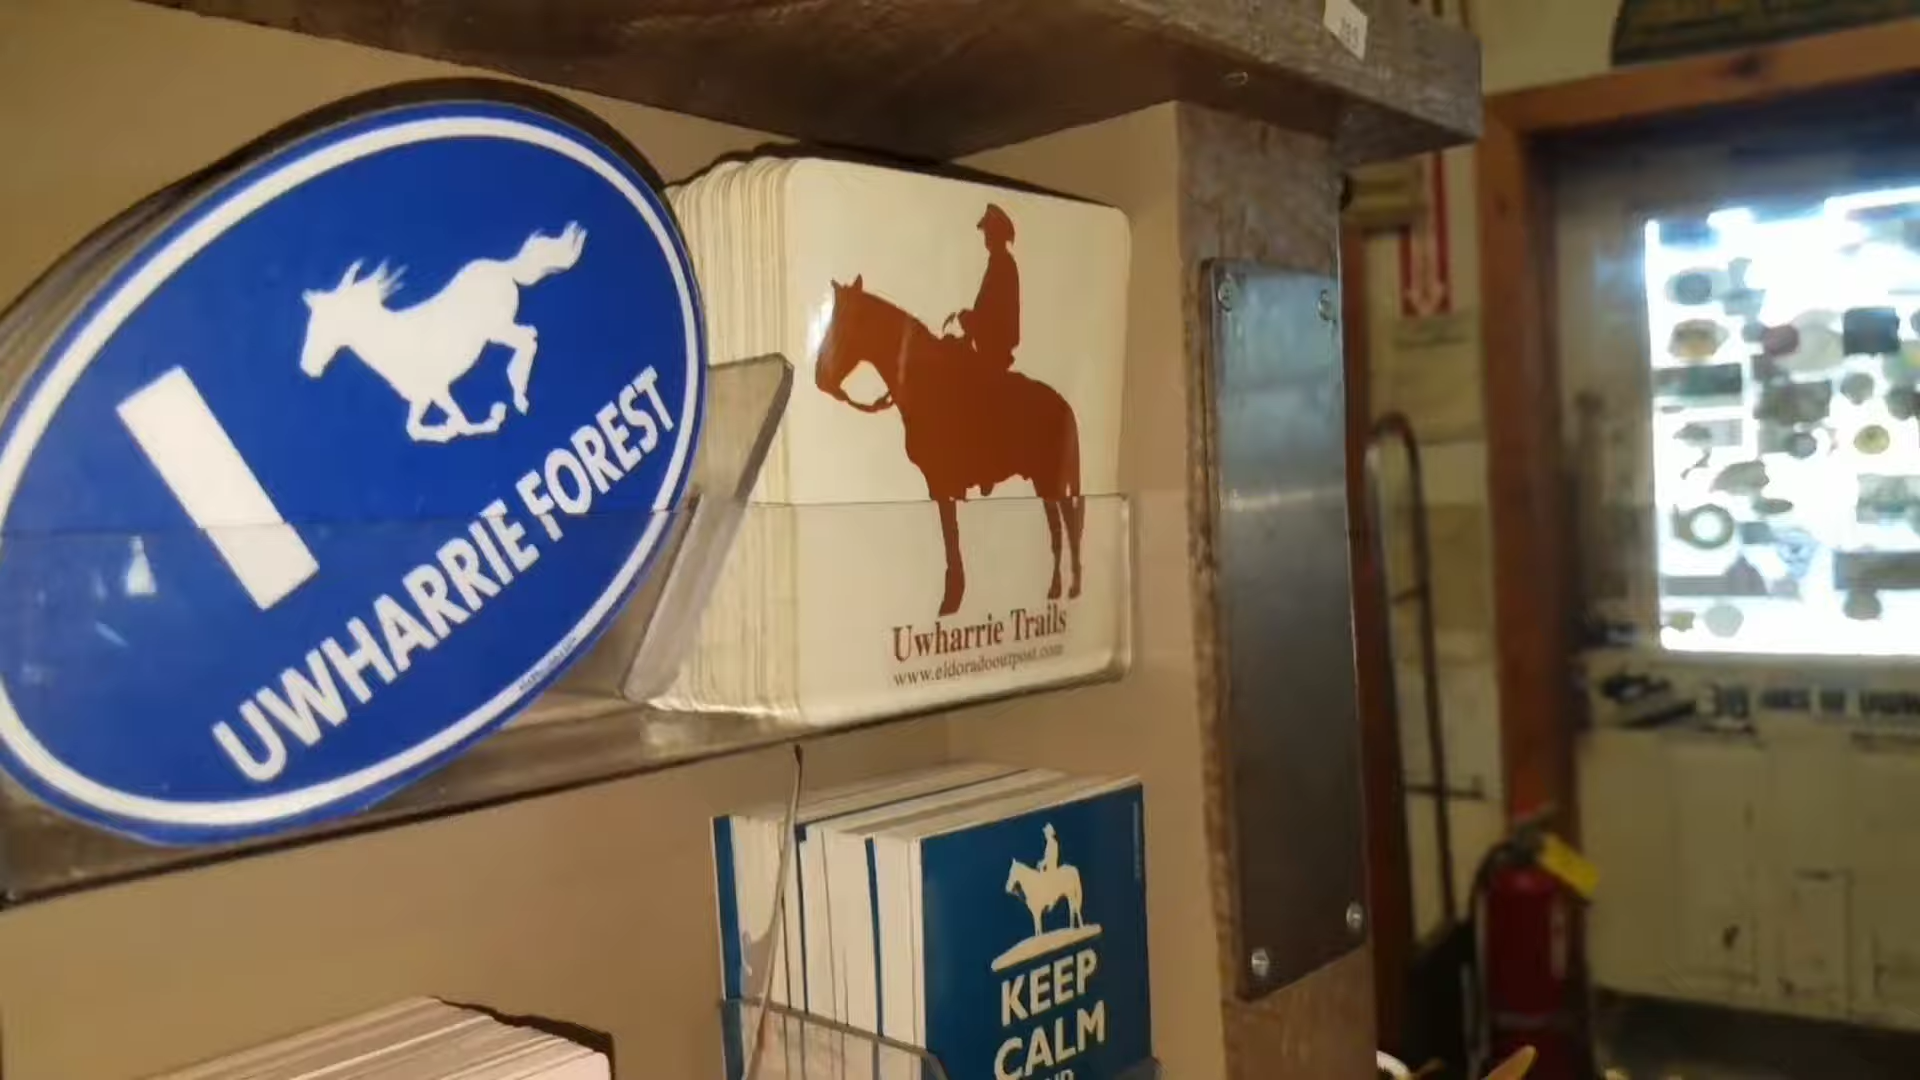 I
UWHARRIE FOREST
Uwharrie Trails
www.eldoradooutpost.com
KEEP
CALM